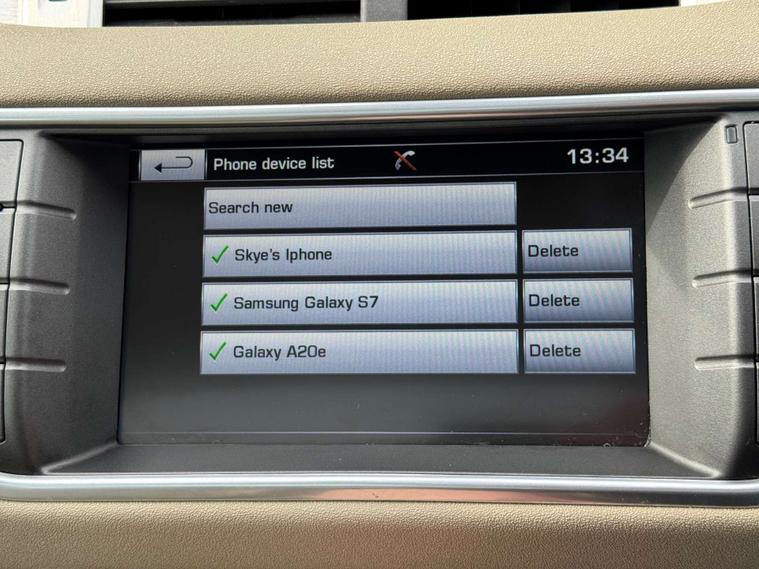 Phone device list
13:34
Search new
Skye's Iphone
Delete
Samsung Galaxy S7
Delete
Galaxy A20e
Delete